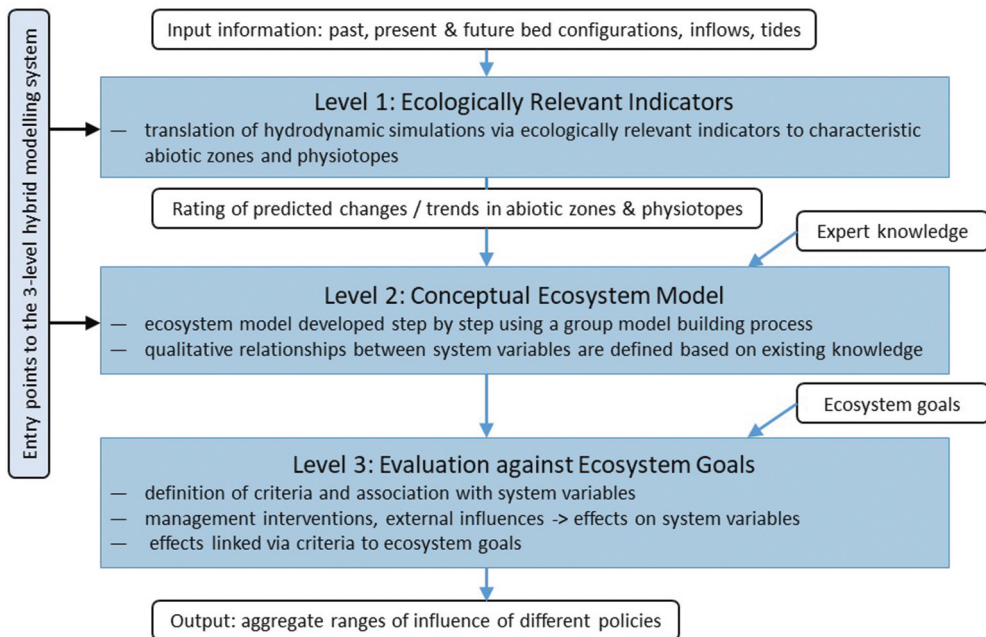 Entry points to the 3-level hybrid modelling system
Input information: past, present & future bed configurations, inflows, tides
Level 1: Ecologically Relevant Indicators
— translation of hydrodynamic simulations via ecologically relevant indicators to characteristic
abiotic zones and physiotopes
Rating of predicted changes / trends in abiotic zones & physiotopes
Expert knowledge
Level 2: Conceptual Ecosystem Model
— ecosystem model developed step by step using a group model building process
— qualitative relationships between system variables are defined based on existing knowledge
Ecosystem goals
Level 3: Evaluation against Ecosystem Goals
— definition of criteria and association with system variables
— management interventions, external influences -> effects on system variables
— effects linked via criteria to ecosystem goals
Output: aggregate ranges of influence of different policies